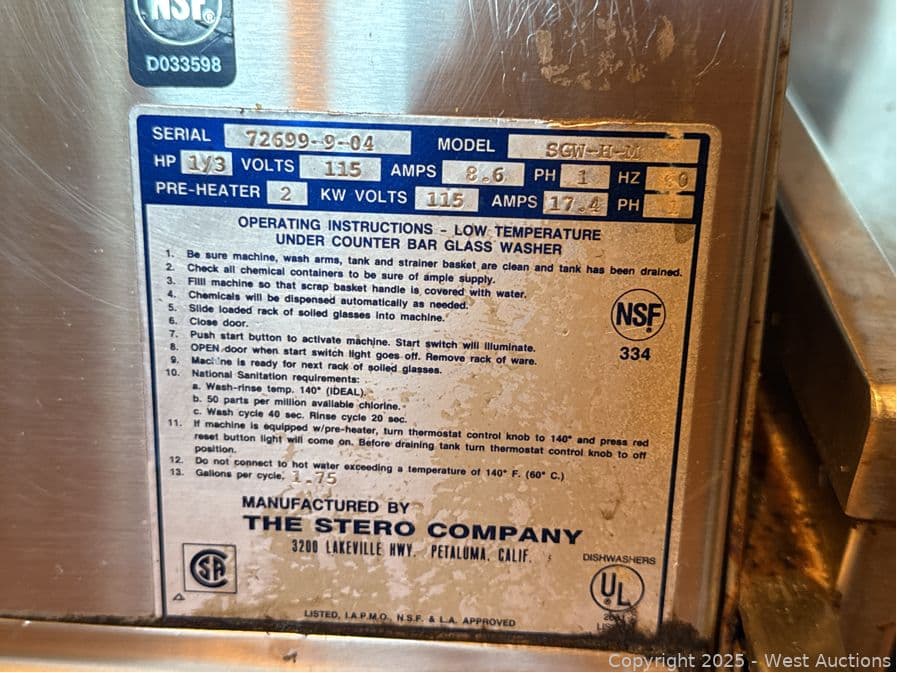 NSF®
D033598
SERIAL 72699-9-04 MODEL SGW-H-M
HP 1/3 VOLTS 115 AMPS 8.6 PH 1 HZ 60
PRE-HEATER 2 KW VOLTS 115 AMPS 17.4 PH 1
OPERATING INSTRUCTIONS - LOW TEMPERATURE
UNDER COUNTER BAR GLASS WASHER
1. Be sure machine, wash arms, tank and strainer basket are clean and tank has been drained.
2. Check all chemical containers to be sure of ample supply.
3. Filll machine so that scrap basket handle is covered with water.
4. Chemicals will be dispensed automatically as needed.
5. Slide loaded rack of soiled glasses into machine.
6. Close door.
7. Push start button to activate machine. Start switch will illuminate.
8. OPEN door when start switch light goes off. Remove rack of ware.
9. Machine is ready for next rack of soiled glasses.
10. National Sanitation requirements:
a. Wash-rinse temp. 140° (IDEAL).
b. 50 parts per million available chlorine.
c. Wash cycle 40 sec. Rinse cycle 20 sec.
11. If machine is equipped w/pre-heater, turn thermostat control knob to 140° and press red
reset button light will come on. Before draining tank turn thermostat control knob to off
position.
12. Do not connect to hot water exceeding a temperature of 140° F. (60° C.)
13. Gallons per cycle. 1.75
NSF
334
MANUFACTURED BY
THE STERO COMPANY
3200 LAKEVILLE HWY. PETALUMA, CALIF.
SA
DISHWASHERS
UL
LISTED, I.A.P.M.O., N.S.F. & L.A. APPROVED
Copyright © 2025 - West Auctions